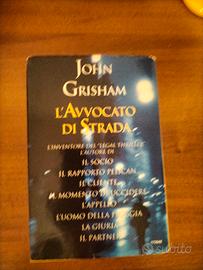 JOHN
GRISHAM
L'AVVOCATO
DI STRADA
L'INVENTORE DEL "LEGAL THRILLER"
L'AUTORE DI
IL SOCIO
IL RAPPORTO PELICAN
IL CLIENTE
IL MOMENTO DI UCCIDERE
L'APPELLO
L'UOMO DELLA PIOGGIA
LA GIURIA
IL PARTNER
subito